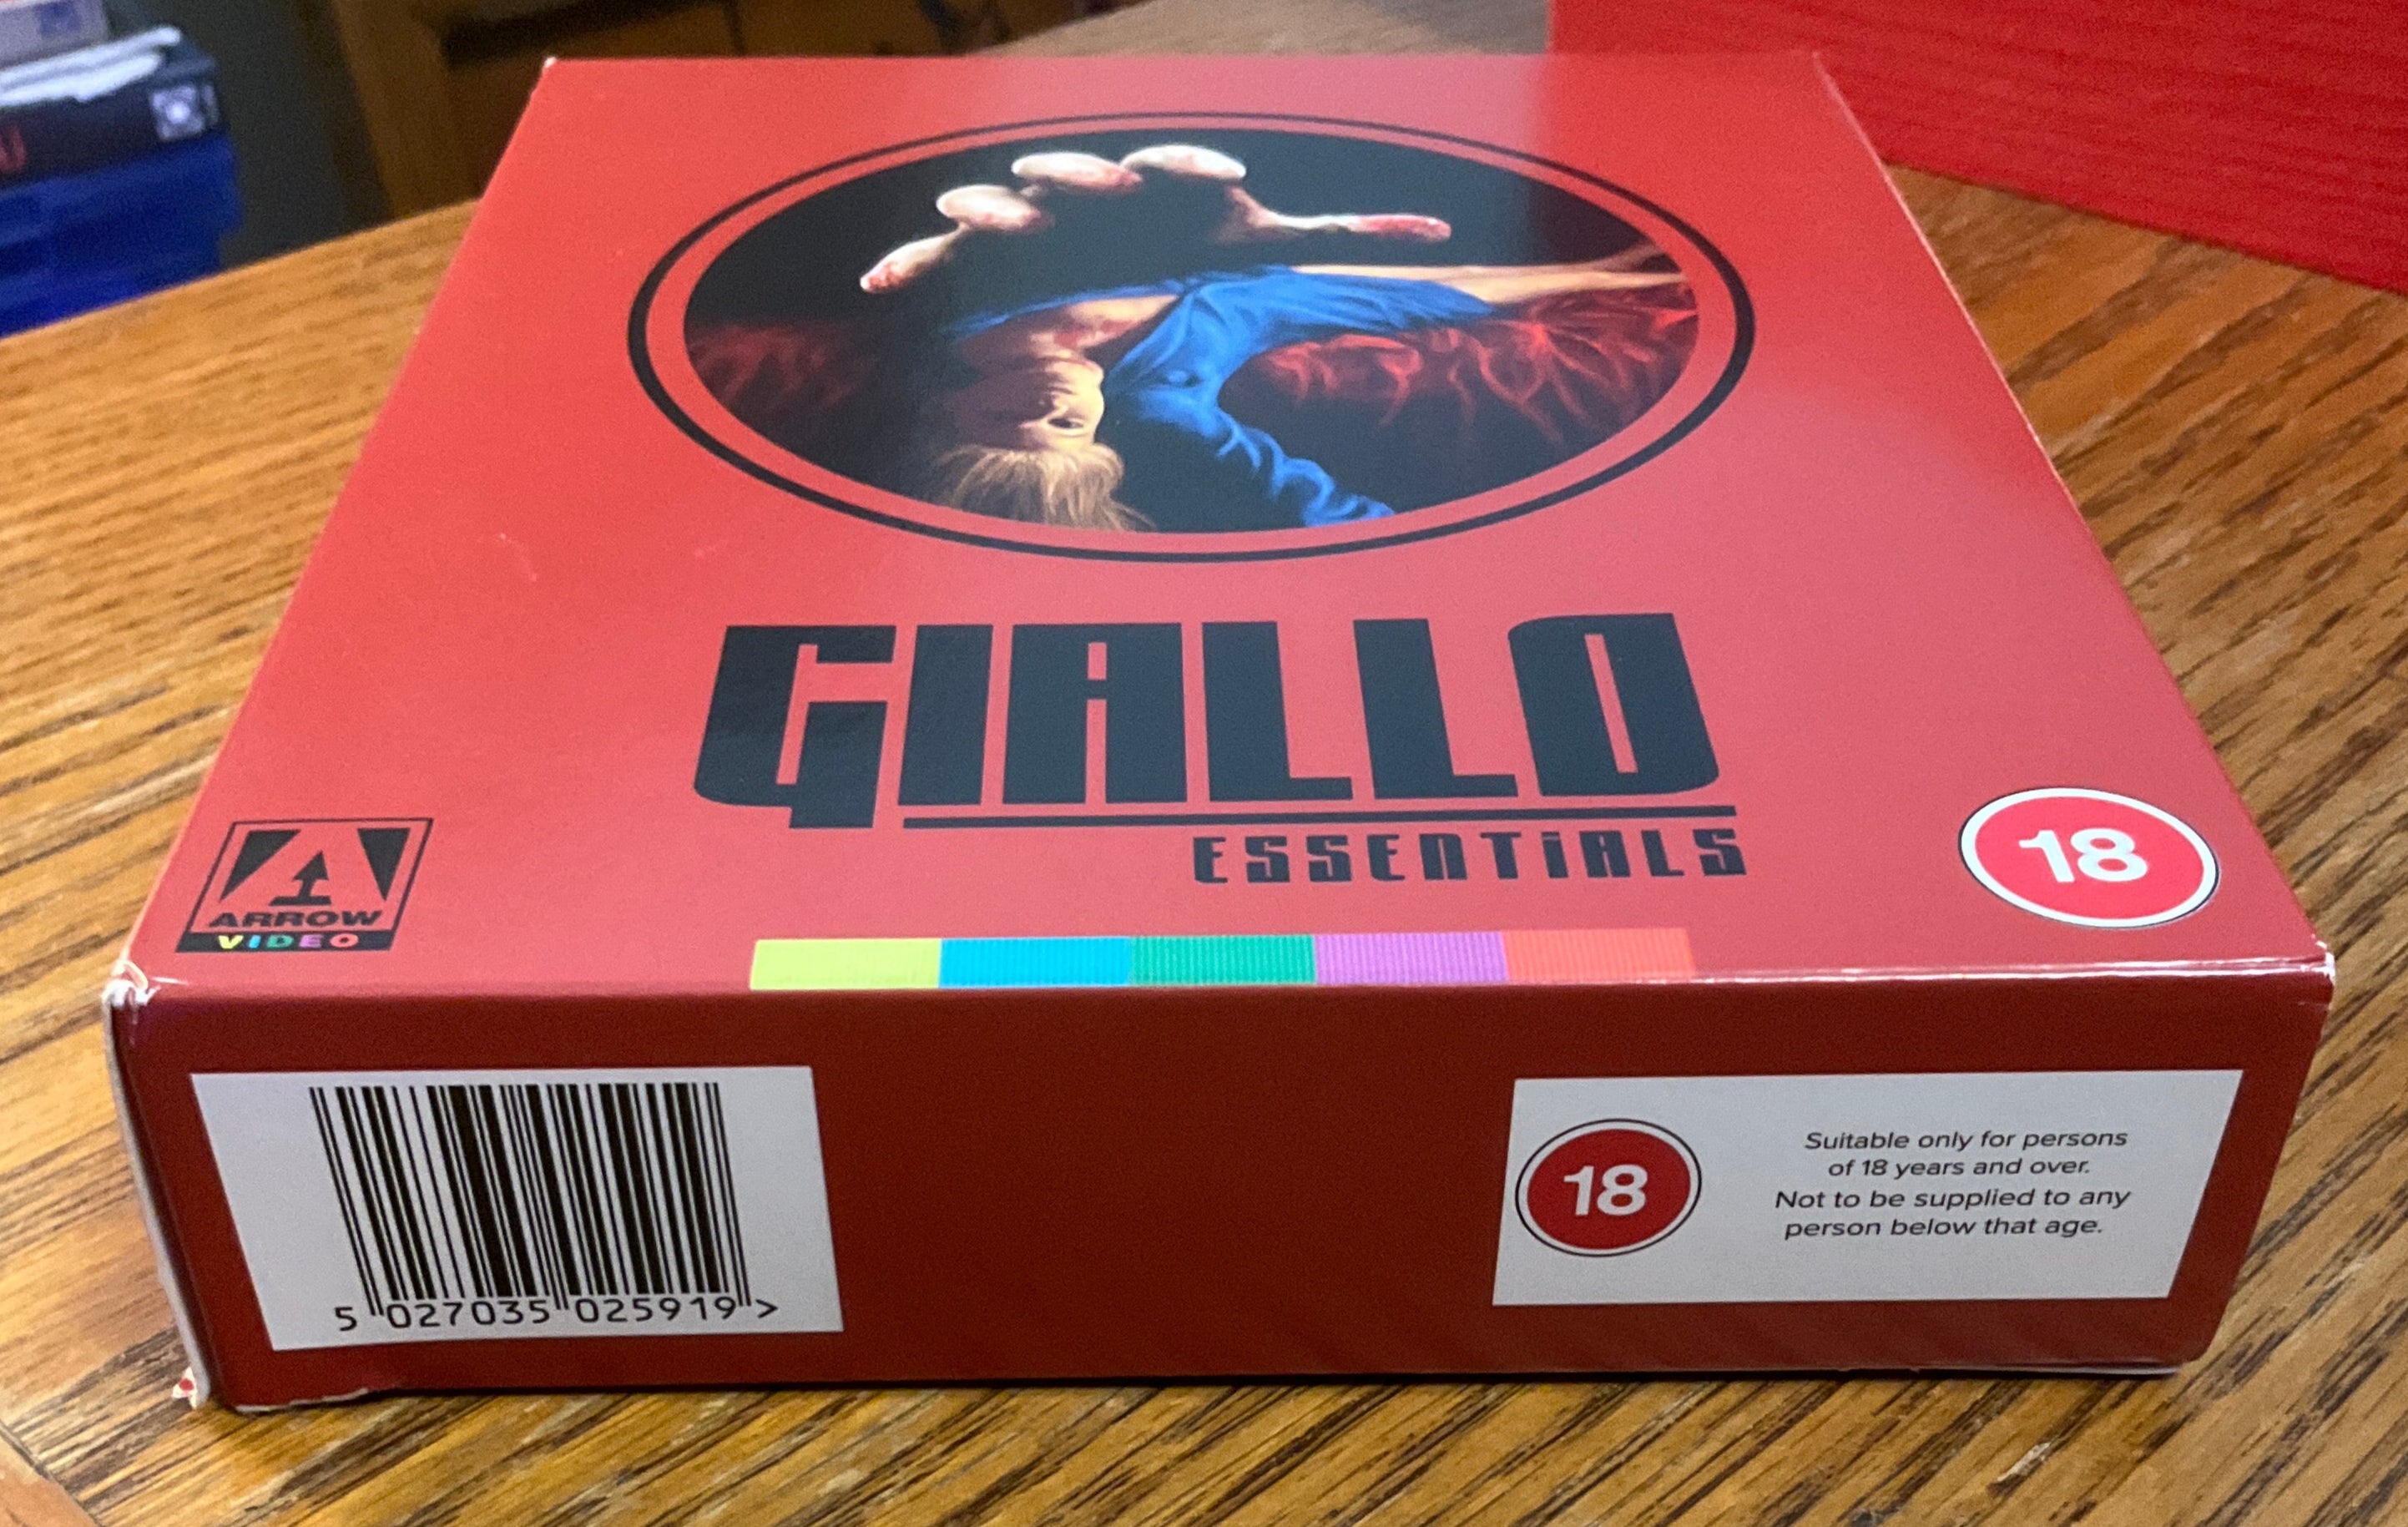 GIALLO
ESSENTIALS
ARROW
VIDEO
18
5 027035 025919 >
18
Suitable only for persons
of 18 years and over.
Not to be supplied to any
person below that age.